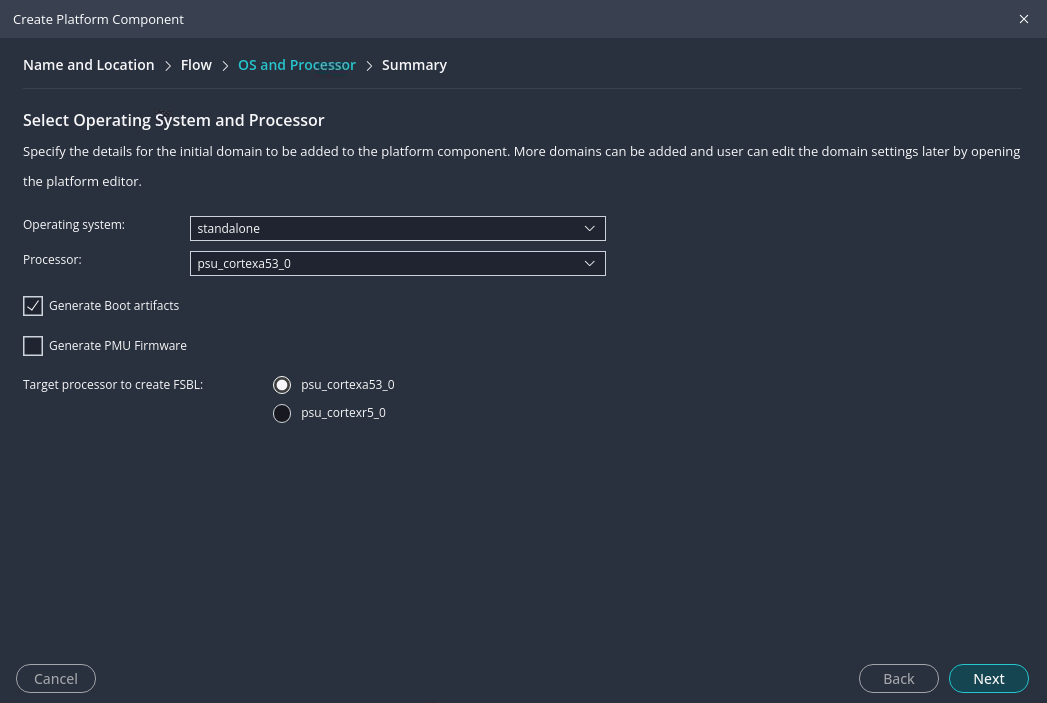 Create Platform Component
Name and Location > Flow > OS and Processor > Summary
Select Operating System and Processor
Specify the details for the initial domain to be added to the platform component. More domains can be added and user can edit the domain settings later by opening
the platform editor.
Operating system: standalone
Processor: psu_cortexa53_0
Generate Boot artifacts
Generate PMU Firmware
Target processor to create FSBL: psu_cortexa53_0
psu_cortexr5_0
Cancel Back Next